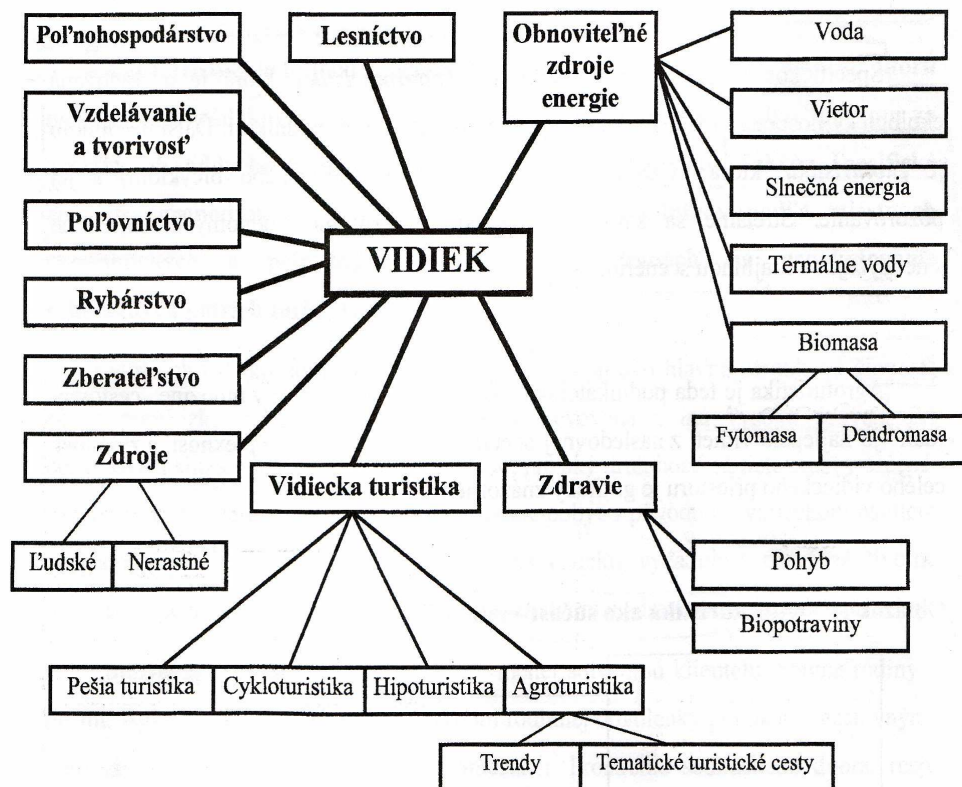 Poľnohospodárstvo
Lesníctvo
Obnoviteľné
zdroje
energie
Voda
Vietor
Slnečná energia
Termálne vody
Biomasa
Fytomasa
Dendromasa
Vzdelávanie
a tvorivosť
Poľovníctvo
Rybárstvo
VIDIEK
Zberateľstvo
Zdroje
Ľudské
Nerastné
Vidiecka turistika
Zdravie
Pohyb
Biopotraviny
Pešia turistika
Cykloturistika
Hipoturistika
Agroturistika
Trendy
Tematické turistické cesty